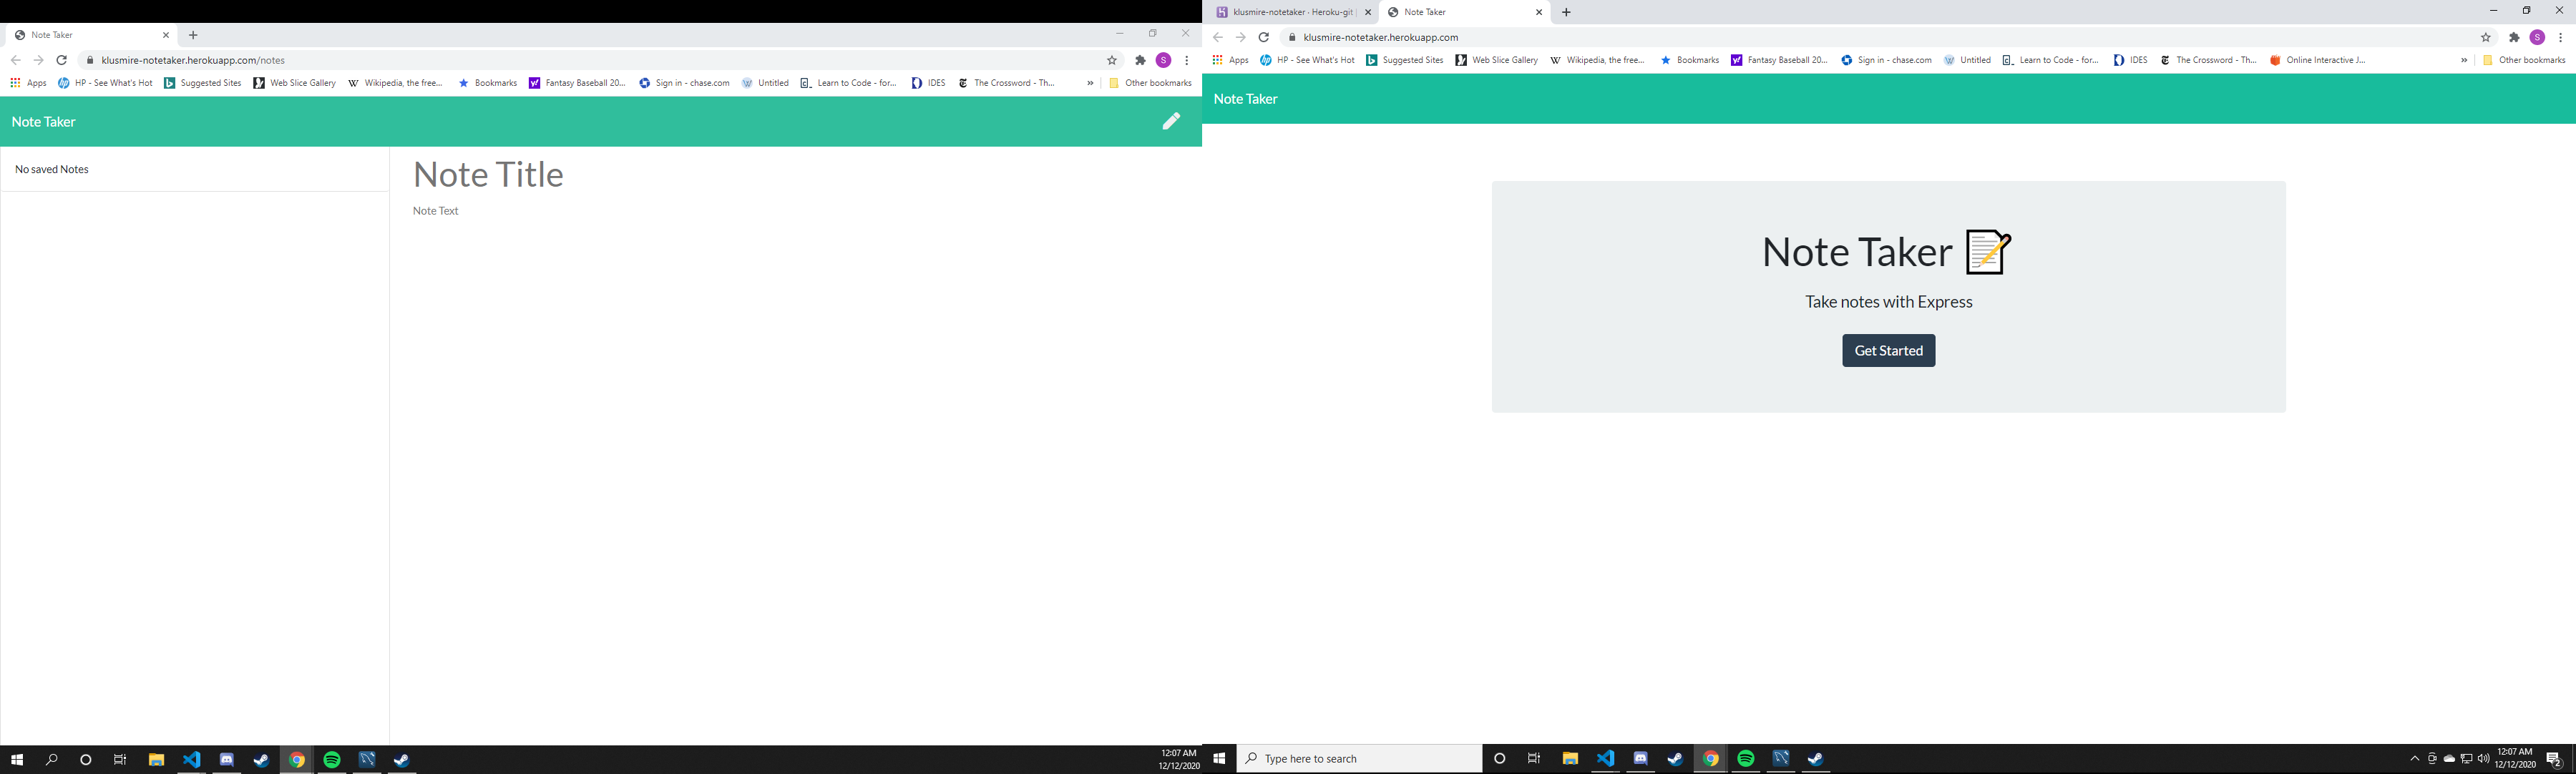 Note Taker
klusmire-notetaker.herokuapp.com/notes
Apps HP - See What's Hot Suggested Sites Web Slice Gallery Wikipedia, the free... Bookmarks Fantasy Baseball 20... Sign in - chase.com Untitled Learn to Code - for... IDES The Crossword - Th... » Other bookmarks
Note Taker
No saved Notes
Note Title
Note Text
12:07 AM
12/12/2020
klusmire-notetaker · Heroku-git Note Taker
klusmire-notetaker.herokuapp.com
Apps HP - See What's Hot Suggested Sites Web Slice Gallery Wikipedia, the free... Bookmarks Fantasy Baseball 20... Sign in - chase.com Untitled Learn to Code - for... IDES The Crossword - Th... Online Interactive J... » Other bookmarks
Note Taker
Note Taker
Take notes with Express
Get Started
Type here to search
12:07 AM
12/12/2020
2